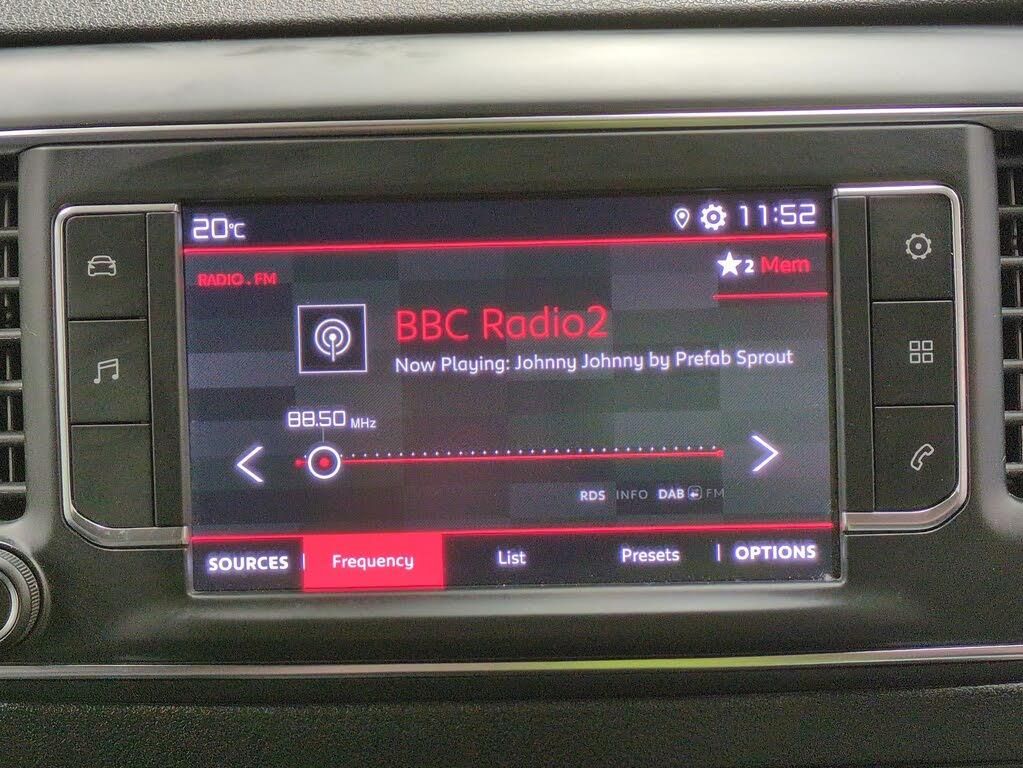 20°C 11:52
RADIO . FM
2 Mem
BBC Radio2
Now Playing: Johnny Johnny by Prefab Sprout
88.50 MHz
RDS INFO DAB FM
SOURCES Frequency List Presets OPTIONS